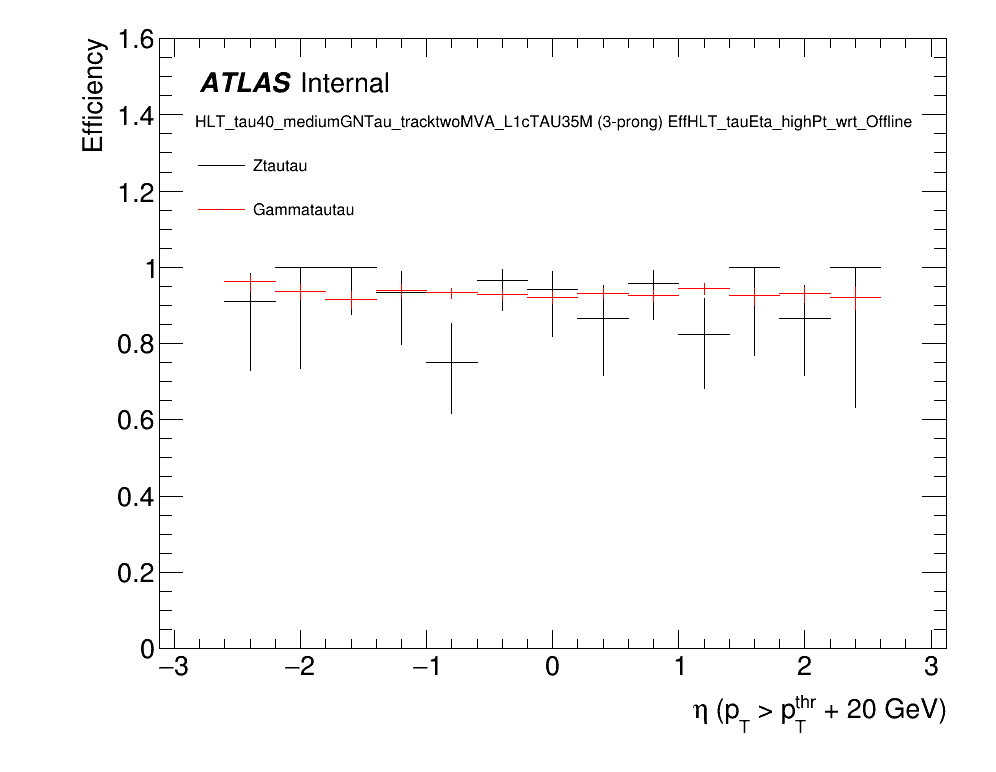 Efficiency
1.6
1.4
1.2
1
0.8
0.6
0.4
0.2
0
ATLAS Internal
HLT_tau40_mediumGNTau_tracktwoMVA_L1cTAU35M (3-prong) EffHLT_tauEta_highPt_wrt_Offline
Ztautau
Gammatautau
−3 −2 −1 0 1 2 3
η (p_T > p_T^thr + 20 GeV)